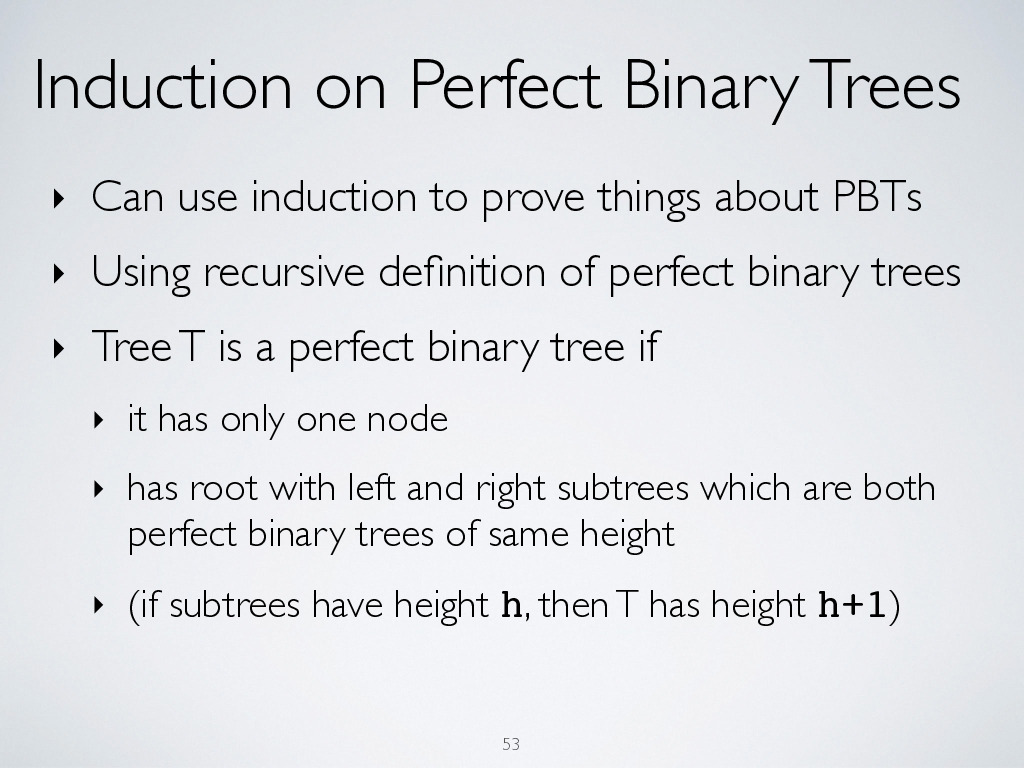 Induction on Perfect Binary Trees
‣ Can use induction to prove things about PBTs
‣ Using recursive definition of perfect binary trees
‣ Tree T is a perfect binary tree if
‣ it has only one node
‣ has root with left and right subtrees which are both
perfect binary trees of same height
‣ (if subtrees have height h, then T has height h+1)
53